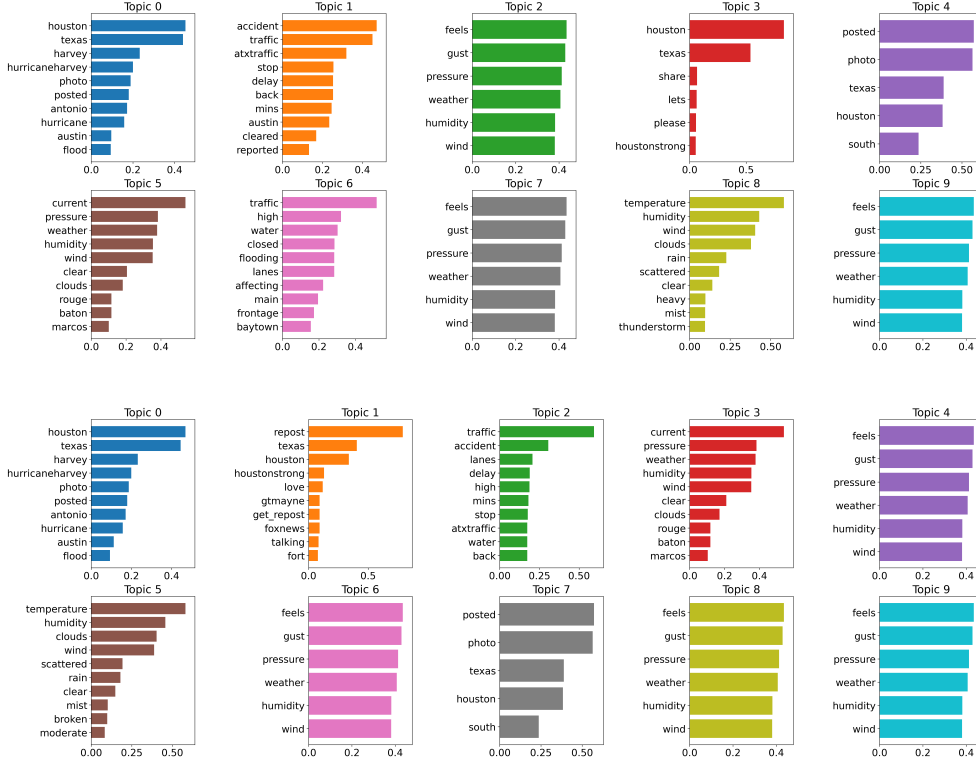 Topic 0
houston
texas
harvey
hurricaneharvey
photo
posted
antonio
hurricane
austin
flood
0.0 0.2 0.4
Topic 1
accident
traffic
atxtraffic
stop
delay
back
mins
austin
cleared
reported
0.0 0.2 0.4
Topic 2
feels
gust
pressure
weather
humidity
wind
0.0 0.2 0.4
Topic 3
houston
texas
share
lets
please
houstonstrong
0.0 0.5
Topic 4
posted
photo
texas
houston
south
0.00 0.25 0.50
Topic 5
current
pressure
weather
humidity
wind
clear
clouds
rouge
baton
marcos
0.0 0.2 0.4
Topic 6
traffic
high
water
closed
flooding
lanes
affecting
main
frontage
baytown
0.0 0.2 0.4
Topic 7
feels
gust
pressure
weather
humidity
wind
0.0 0.2 0.4
Topic 8
temperature
humidity
wind
clouds
rain
scattered
clear
heavy
mist
thunderstorm
0.00 0.25 0.50
Topic 9
feels
gust
pressure
weather
humidity
wind
0.0 0.2 0.4
Topic 0
houston
texas
harvey
hurricaneharvey
photo
posted
antonio
hurricane
austin
flood
0.0 0.2 0.4
Topic 1
repost
texas
houston
houstonstrong
love
gtmayne
get_repost
foxnews
talking
fort
0.0 0.5
Topic 2
traffic
accident
lanes
delay
high
mins
stop
atxtraffic
water
back
0.00 0.25 0.50
Topic 3
current
pressure
weather
humidity
wind
clear
clouds
rouge
baton
marcos
0.0 0.2 0.4
Topic 4
feels
gust
pressure
weather
humidity
wind
0.0 0.2 0.4
Topic 5
temperature
humidity
clouds
wind
scattered
rain
clear
mist
broken
moderate
0.00 0.25 0.50
Topic 6
feels
gust
pressure
weather
humidity
wind
0.0 0.2 0.4
Topic 7
posted
photo
texas
houston
south
0.00 0.25 0.50
Topic 8
feels
gust
pressure
weather
humidity
wind
0.0 0.2 0.4
Topic 9
feels
gust
pressure
weather
humidity
wind
0.0 0.2 0.4